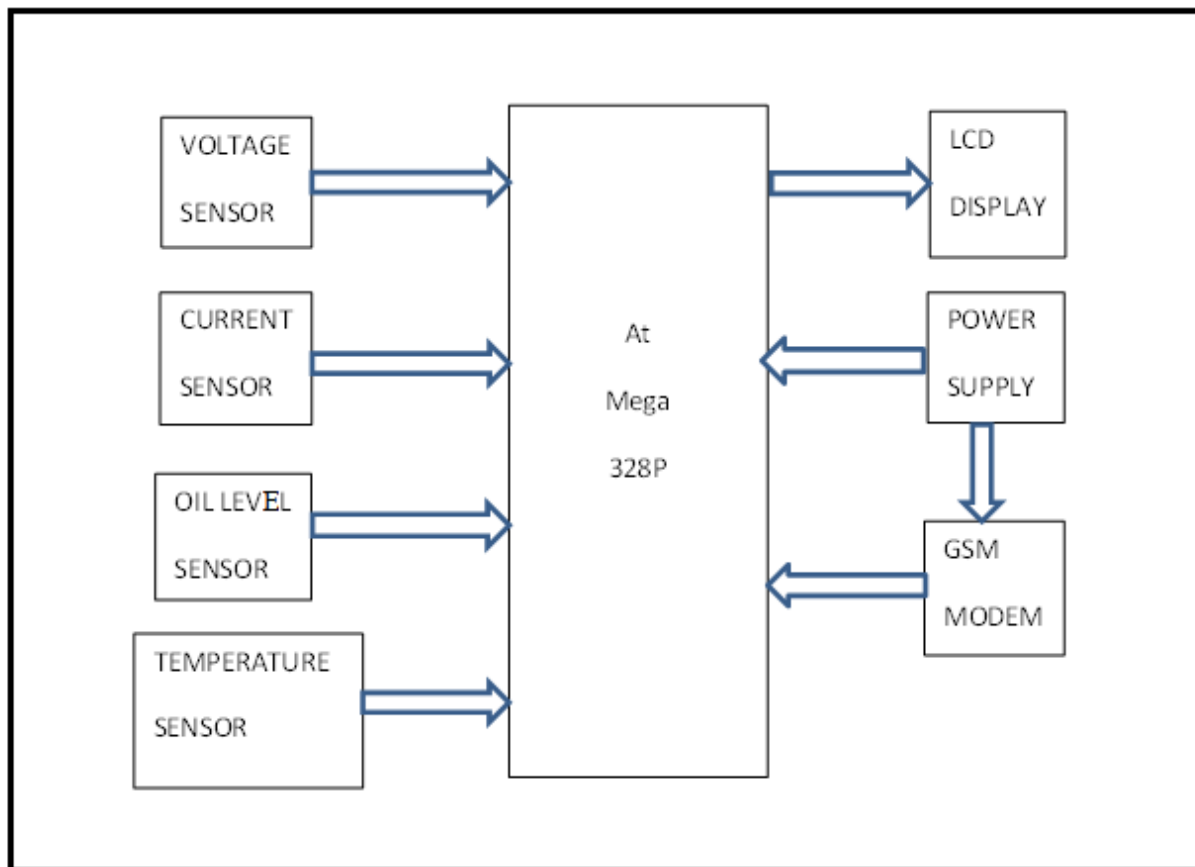 VOLTAGE
SENSOR
CURRENT
SENSOR
OIL LEVEL
SENSOR
TEMPERATURE
SENSOR
At
Mega
328P
LCD
DISPLAY
POWER
SUPPLY
GSM
MODEM